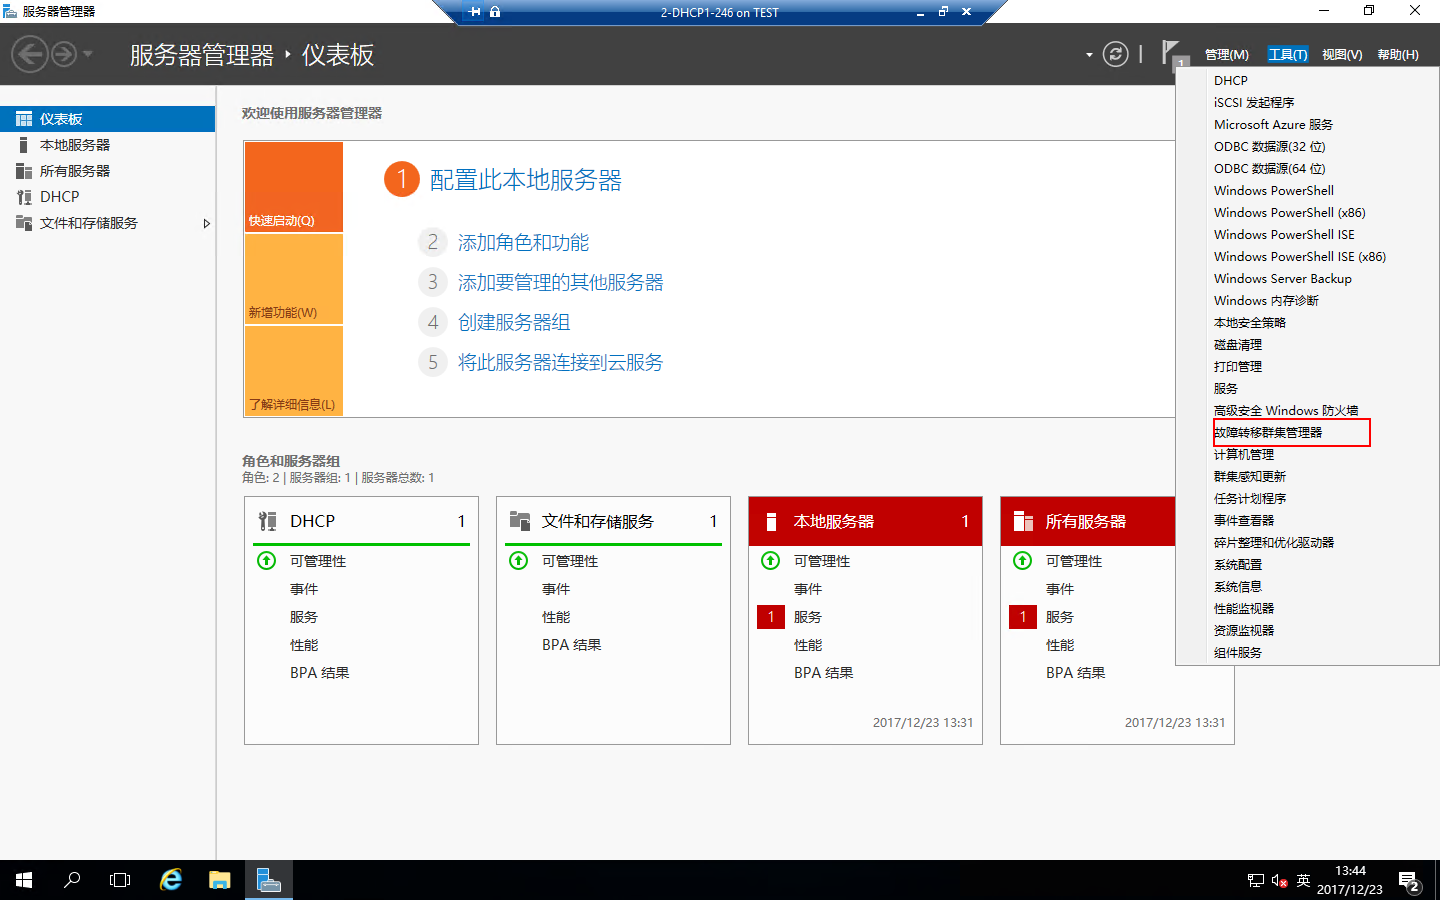 服务器管理器
2-DHCP1-246 on TEST
服务器管理器 ‣ 仪表板
1
管理(M) 工具(T) 视图(V) 帮助(H)
仪表板
本地服务器
所有服务器
DHCP
文件和存储服务
欢迎使用服务器管理器
快速启动(Q)
新增功能(W)
了解详细信息(L)
1 配置此本地服务器
2 添加角色和功能
3 添加要管理的其他服务器
4 创建服务器组
5 将此服务器连接到云服务
角色和服务器组
角色: 2 | 服务器组: 1 | 服务器总数: 1
DHCP 1
可管理性
事件
服务
性能
BPA 结果
文件和存储服务 1
可管理性
事件
性能
BPA 结果
本地服务器 1
可管理性
事件
1 服务
性能
BPA 结果
2017/12/23 13:31
所有服务器
可管理性
事件
1 服务
性能
BPA 结果
2017/12/23 13:31
DHCP
iSCSI 发起程序
Microsoft Azure 服务
ODBC 数据源(32 位)
ODBC 数据源(64 位)
Windows PowerShell
Windows PowerShell (x86)
Windows PowerShell ISE
Windows PowerShell ISE (x86)
Windows Server Backup
Windows 内存诊断
本地安全策略
磁盘清理
打印管理
服务
高级安全 Windows 防火墙
故障转移群集管理器
计算机管理
群集感知更新
任务计划程序
事件查看器
碎片整理和优化驱动器
系统配置
系统信息
性能监视器
资源监视器
组件服务
英
13:44
2017/12/23
2